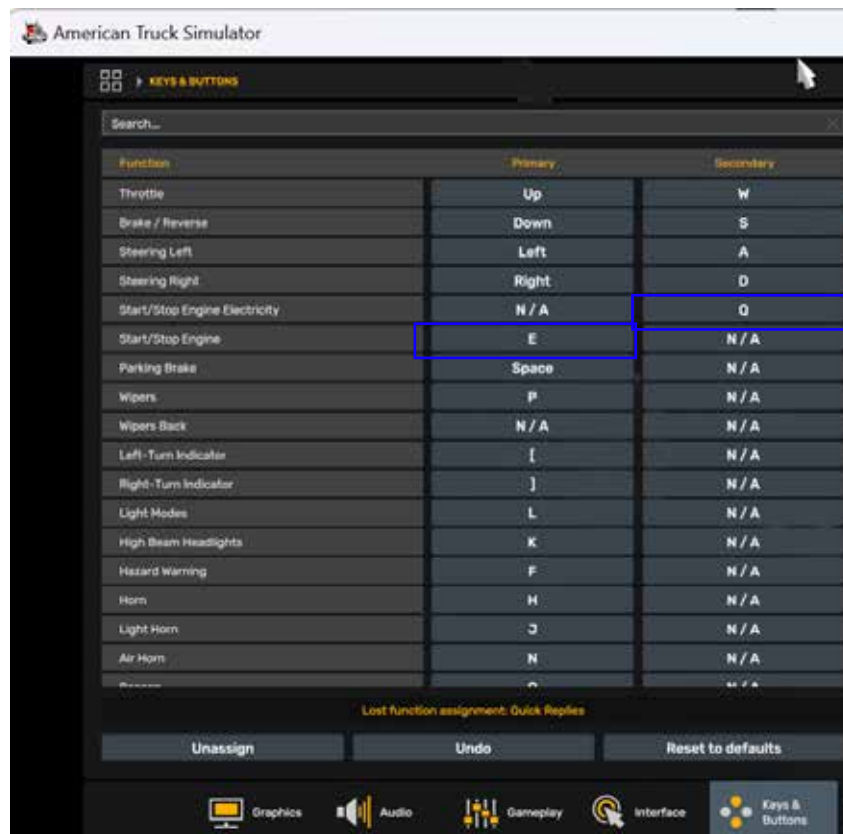 American Truck Simulator
KEYS & BUTTONS
Search...
Function Primary Secondary
Throttle Up W
Brake / Reverse Down S
Steering Left Left A
Steering Right Right D
Start/Stop Engine Electricity N/A Q
Start/Stop Engine E N/A
Parking Brake Space N/A
Wipers P N/A
Wipers Back N/A N/A
Left-Turn Indicator [ N/A
Right-Turn Indicator ] N/A
Light Modes L N/A
High Beam Headlights K N/A
Hazard Warning F N/A
Horn H N/A
Light Horn J N/A
Air Horn N N/A
Lost function assignment: Quick Replies
Unassign Undo Reset to defaults
Graphics Audio Gameplay Interface Keys & Buttons